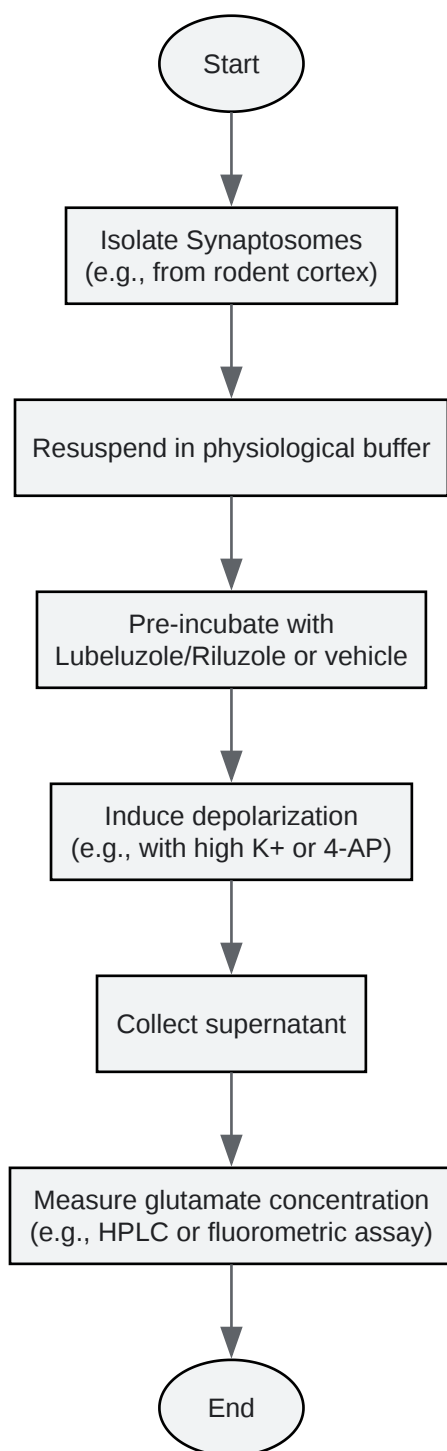 Start
Isolate Synaptosomes
(e.g., from rodent cortex)
Resuspend in physiological buffer
Pre-incubate with
Lubeluzole/Riluzole or vehicle
Induce depolarization
(e.g., with high K+ or 4-AP)
Collect supernatant
Measure glutamate concentration
(e.g., HPLC or fluorometric assay)
End